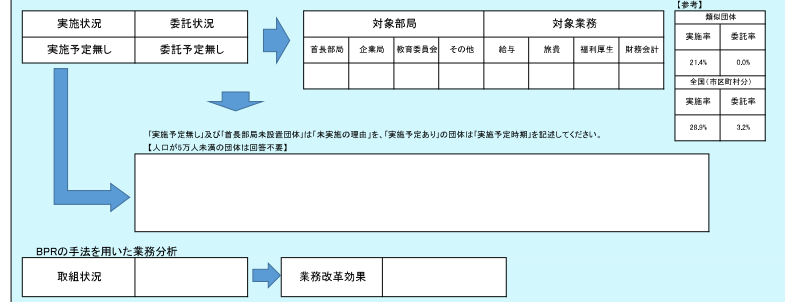 【参考】
実施状況 委託状況
実施予定無し 委託予定無し
対象部局 対象業務
首長部局 企業局 教育委員会 その他 給与 旅費 福利厚生 財務会計
類似団体
実施率 委託率
21.4% 0.0%
全国(市区町村分)
実施率 委託率
28.9% 3.2%
「実施予定無し」及び「首長部局未設置団体」は「未実施の理由」を、「実施予定あり」の団体は「実施予定時期」を記述してください。
【人口が5万人未満の団体は回答不要】
BPRの手法を用いた業務分析
取組状況 業務改革効果